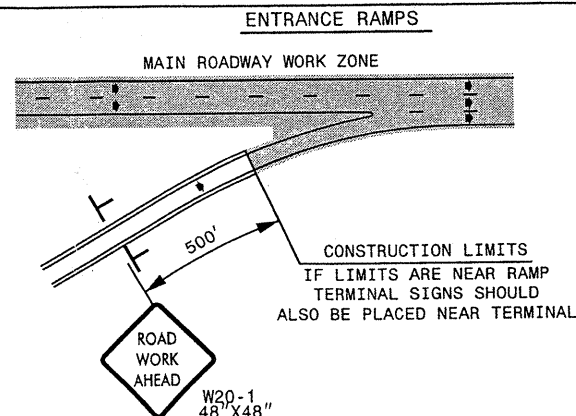 ENTRANCE RAMPS
MAIN ROADWAY WORK ZONE
500'
CONSTRUCTION LIMITS
IF LIMITS ARE NEAR RAMP
TERMINAL SIGNS SHOULD
ALSO BE PLACED NEAR TERMINAL
ROAD
WORK
AHEAD
W20-1
48"X48"